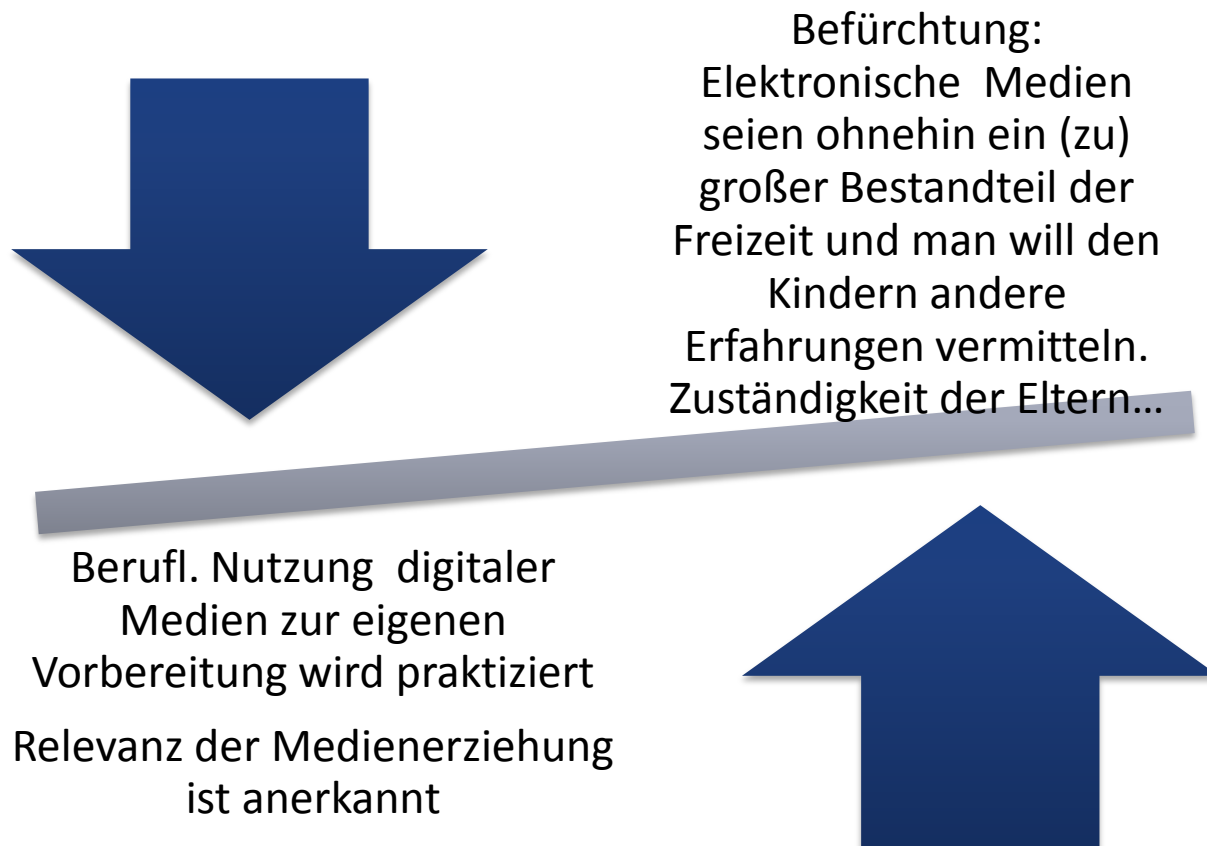 Befürchtung:
Elektronische Medien
seien ohnehin ein (zu)
großer Bestandteil der
Freizeit und man will den
Kindern andere
Erfahrungen vermitteln.
Zuständigkeit der Eltern…
Berufl. Nutzung digitaler
Medien zur eigenen
Vorbereitung wird praktiziert
Relevanz der Medienerziehung
ist anerkannt